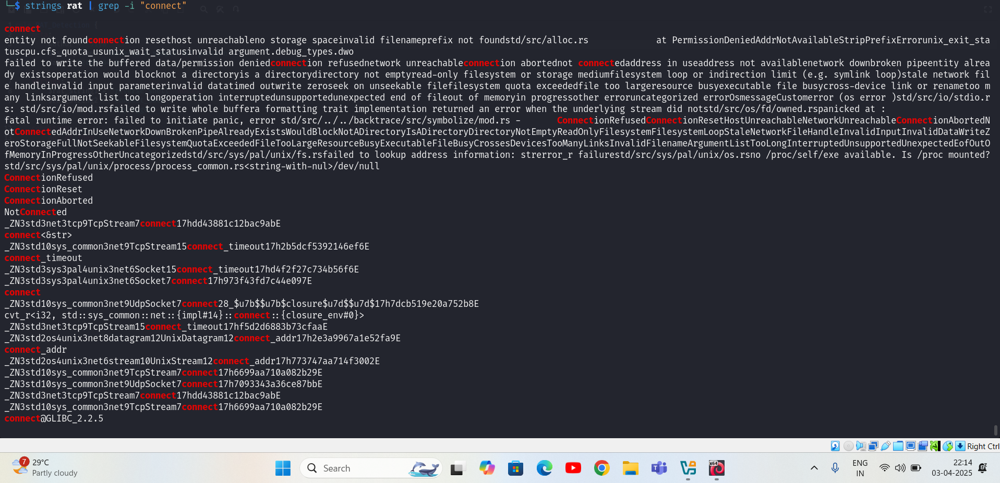 └─$ strings rat | grep -i "connect"
connect
entity not foundconnection resethost unreachableno storage spaceinvalid filenameprefix not foundstd/src/alloc.rs             at PermissionDeniedAddrNotAvailableStripPrefixErrorunix_exit_sta
tuscpu.cfs_quota_usunix_wait_statusinvalid argument.debug_types.dwo
failed to write the buffered data/permission deniedconnection refusednetwork unreachableconnection abortednot connectedaddress in useaddress not availablenetwork downbroken pipeentity alrea
dy existsoperation would blocknot a directoryis a directorydirectory not emptyread-only filesystem or storage mediumfilesystem loop or indirection limit (e.g. symlink loop)stale network fil
e handleinvalid input parameterinvalid datatimed outwrite zeroseek on unseekable filefilesystem quota exceededfile too largeresource busyexecutable file busycross-device link or renametoo m
any linksargument list too longoperation interruptedunsupportedunexpected end of fileout of memoryin progressother erroruncategorized errorOsmessageCustomerror (os error )std/src/io/stdio.r
s: std/src/io/mod.rsfailed to write whole buffera formatting trait implementation returned an error when the underlying stream did notstd/src/os/fd/owned.rspanicked at :
fatal runtime error: failed to initiate panic, error std/src/../../backtrace/src/symbolize/mod.rs -       ConnectionRefusedConnectionResetHostUnreachableNetworkUnreachableConnectionAbortedN
otConnectedAddrInUseNetworkDownBrokenPipeAlreadyExistsWouldBlockNotADirectoryIsADirectoryDirectoryNotEmptyReadOnlyFilesystemFilesystemLoopStaleNetworkFileHandleInvalidInputInvalidDataWriteZ
eroStorageFullNotSeekableFilesystemQuotaExceededFileTooLargeResourceBusyExecutableFileBusyCrossesDevicesTooManyLinksInvalidFilenameArgumentListTooLongInterruptedUnsupportedUnexpectedEofOutO
fMemoryInProgressOtherUncategorizedstd/src/sys/pal/unix/fs.rsfailed to lookup address information: strerror_r failurestd/src/sys/pal/unix/os.rsno /proc/self/exe available. Is /proc mounted?
std/src/sys/pal/unix/process/process_common.rs<string-with-nul>/dev/null
ConnectionRefused
ConnectionReset
ConnectionAborted
NotConnected
_ZN3std3net3tcp9TcpStream7connect17hdd43881c12bac9abE
connect<&str>
_ZN3std10sys_common3net9TcpStream15connect_timeout17h2b5dcf5392146ef6E
connect_timeout
_ZN3std3sys3pal4unix3net6Socket15connect_timeout17hd4f2f27c734b56f6E
_ZN3std3sys3pal4unix3net6Socket7connect17h973f43fd7c44e097E
connect
_ZN3std10sys_common3net9UdpSocket7connect28_$u7b$$u7b$closure$u7d$$u7d$17h7dcb519e20a752b8E
cvt_r<i32, std::sys_common::net::{impl#14}::connect::{closure_env#0}>
_ZN3std3net3tcp9TcpStream15connect_timeout17hf5d2d6883b73cfaaE
_ZN3std2os4unix3net8datagram12UnixDatagram12connect_addr17h2e3a9967a1e52fa9E
connect_addr
_ZN3std2os4unix3net6stream10UnixStream12connect_addr17h773747aa714f3002E
_ZN3std10sys_common3net9TcpStream7connect17h6699aa710a082b29E
_ZN3std10sys_common3net9UdpSocket7connect17h7093343a36ce87bbE
_ZN3std3net3tcp9TcpStream7connect17hdd43881c12bac9abE
_ZN3std10sys_common3net9TcpStream7connect17h6699aa710a082b29E
connect@GLIBC_2.2.5
Right Ctrl
7
29°C
Partly cloudy
Search
x64
ENG
IN
22:14
03-04-2025